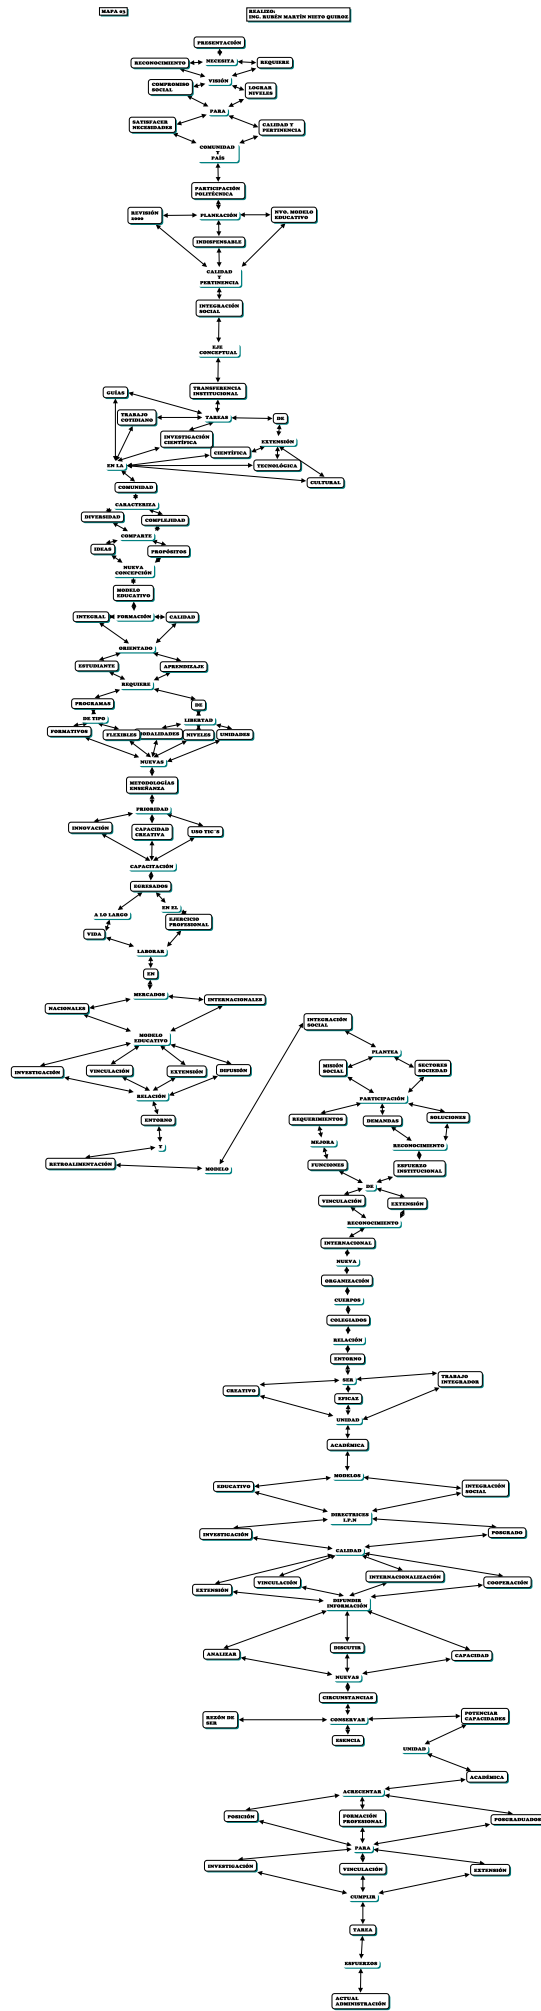 MAPA 03
REALIZO:
ING. RUBÉN MARTÍN NIETO QUIROZ
PRESENTACIÓN
RECONOCIMIENTO
NECESITA
REQUIERE
VISIÓN
COMPROMISO
SOCIAL
LOGRAR
NIVELES
PARA
SATISFACER
NECESIDADES
CALIDAD Y
PERTINENCIA
COMUNIDAD
Y
PAÍS
PARTICIPACIÓN
POLITÉCNICA
REVISIÓN
2000
PLANEACIÓN
NVO. MODELO
EDUCATIVO
INDISPENSABLE
CALIDAD
Y
PERTINENCIA
INTEGRACIÓN
SOCIAL
EJE
CONCEPTUAL
TRANSFERENCIA
INSTITUCIONAL
GUÍAS
TRABAJO
COTIDIANO
TAREAS
DE
INVESTIGACIÓN
CIENTÍFICA
EXTENSIÓN
CIENTÍFICA
EN LA
TECNOLÓGICA
CULTURAL
COMUNIDAD
CARACTERIZA
DIVERSIDAD
COMPLEJIDAD
COMPARTE
IDEAS
PROPÓSITOS
NUEVA
CONCEPCIÓN
MODELO
EDUCATIVO
INTEGRAL
FORMACIÓN
CALIDAD
ORIENTADO
ESTUDIANTE
APRENDIZAJE
REQUIERE
PROGRAMAS
DE
DE TIPO
LIBERTAD
FORMATIVOS
FLEXIBLES
ODALIDADES
NIVELES
UNIDADES
NUEVAS
METODOLOGÍAS
ENSEÑANZA
PRIORIDAD
INNOVACIÓN
CAPACIDAD
CREATIVA
USO TIC´S
CAPACITACIÓN
EGRESADOS
A LO LARGO
EN EL
EJERCICIO
PROFESIONAL
VIDA
LABORAR
EN
MERCADOS
NACIONALES
INTERNACIONALES
MODELO
EDUCATIVO
INVESTIGACIÓN
VINCULACIÓN
EXTENSIÓN
DIFUSIÓN
RELACIÓN
ENTORNO
Y
RETROALIMENTACIÓN
MODELO
INTEGRACIÓN
SOCIAL
PLANTEA
MISIÓN
SOCIAL
SECTORES
SOCIEDAD
PARTICIPACIÓN
REQUERIMIENTOS
DEMANDAS
SOLUCIONES
MEJORA
RECONOCIMIENTO
FUNCIONES
ESFUERZO
INSTITUCIONAL
DE
VINCULACIÓN
EXTENSIÓN
RECONOCIMIENTO
INTERNACIONAL
NUEVA
ORGANIZACIÓN
CUERPOS
COLEGIADOS
RELACIÓN
ENTORNO
SER
TRABAJO
INTEGRADOR
CREATIVO
EFICAZ
UNIDAD
ACADÉMICA
MODELOS
EDUCATIVO
INTEGRACIÓN
SOCIAL
DIRECTRICES
I.P.N
INVESTIGACIÓN
POSGRADO
CALIDAD
EXTENSIÓN
VINCULACIÓN
INTERNACIONALIZACIÓN
COOPERACIÓN
DIFUNDIR
INFORMACIÓN
ANALIZAR
DISCUTIR
CAPACIDAD
NUEVAS
CIRCUNSTANCIAS
REZÓN DE
SER
CONSERVAR
POTENCIAR
CAPACIDADES
ESENCIA
UNIDAD
ACADÉMICA
ACRECENTAR
POSICIÓN
FORMACIÓN
PROFESIONAL
POSGRADUADOS
PARA
INVESTIGACIÓN
VINCULACIÓN
EXTENSIÓN
CUMPLIR
TAREA
ESFUERZOS
ACTUAL
ADMINISTRACIÓN